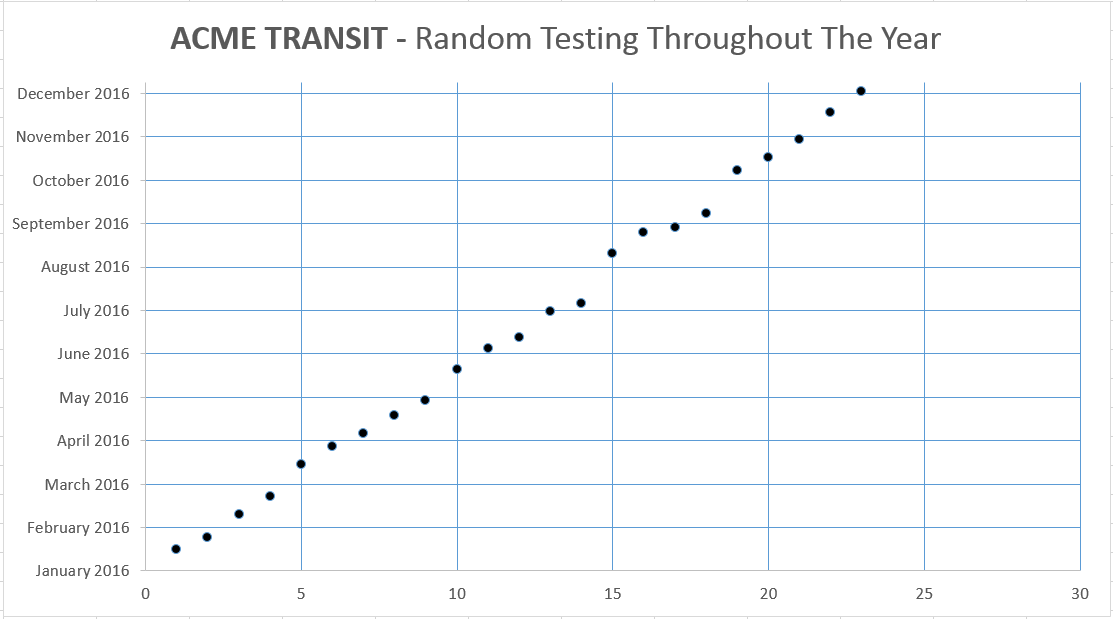 ACME TRANSIT - Random Testing Throughout The Year
December 2016
November 2016
October 2016
September 2016
August 2016
July 2016
June 2016
May 2016
April 2016
March 2016
February 2016
January 2016
0 5 10 15 20 25 30